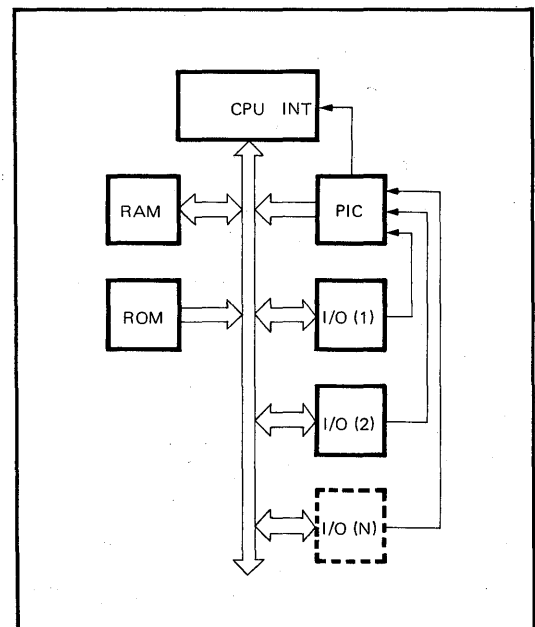 CPU INT
RAM
PIC
ROM
I/O (1)
I/O (2)
I/O (N)